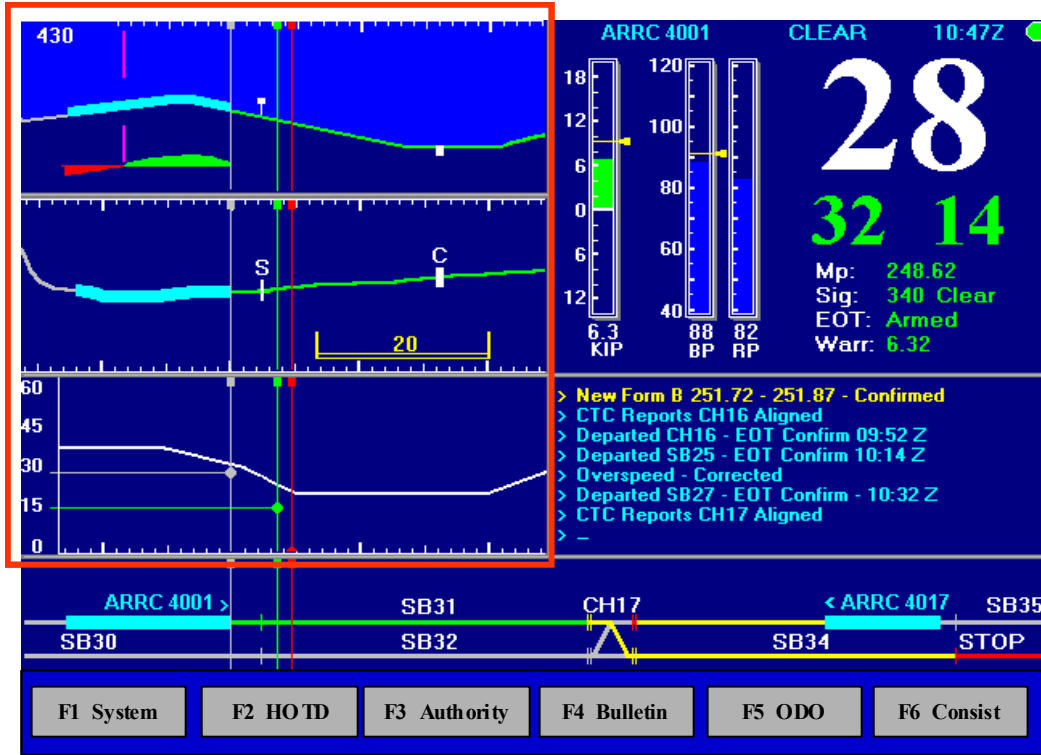 430
S
C
20
60
45
30
15
0
ARRC 4001 CLEAR 10:47Z
18
12
6
0
6
12
6.3
KIP
120
100
80
60
40
88 82
BP RP
28
32 14
Mp: 248.62
Sig: 340 Clear
EOT: Armed
Warr: 6.32
> New Form B 251.72 - 251.87 - Confirmed
> CTC Reports CH16 Aligned
> Departed CH16 - EOT Confirm 09:52 Z
> Departed SB25 - EOT Confirm 10:14 Z
> Overspeed - Corrected
> Departed SB27 - EOT Confirm - 10:32 Z
> CTC Reports CH17 Aligned
> _
ARRC 4001 > SB31 CH17 < ARRC 4017 SB35
SB30 SB32 SB34 STOP
F1 System F2 HOTD F3 Authority F4 Bulletin F5 ODO F6 Consist